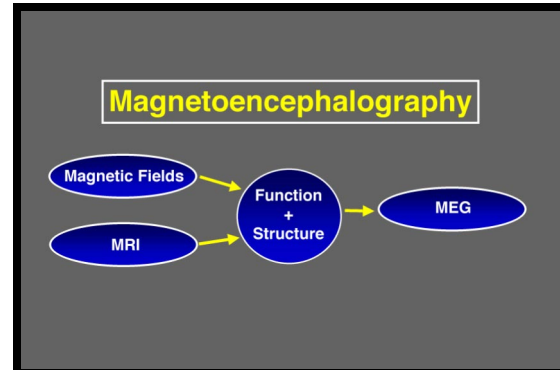 Magnetoencephalography
Magnetic Fields
MRI
Function
+
Structure
MEG